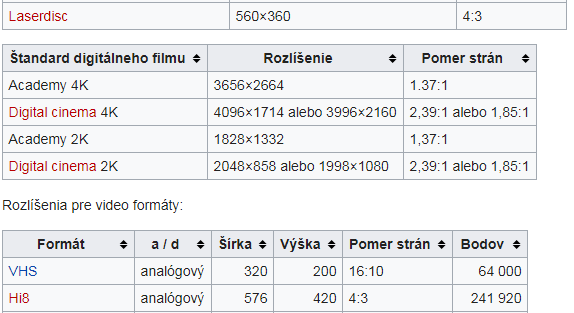 Laserdisc 560×360 4:3
Štandard digitálneho filmu Rozlíšenie Pomer strán
Academy 4K 3656×2664 1.37:1
Digital cinema 4K 4096×1714 alebo 3996×2160 2,39:1 alebo 1,85:1
Academy 2K 1828×1332 1,37:1
Digital cinema 2K 2048×858 alebo 1998×1080 2,39:1 alebo 1,85:1
Rozlíšenia pre video formáty:
Formát a / d Šírka Výška Pomer strán Bodov
VHS analógový 320 200 16:10 64 000
Hi8 analógový 576 420 4:3 241 920